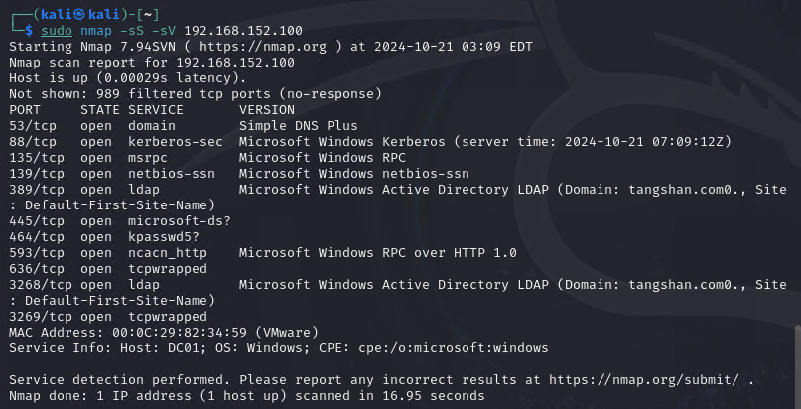 ┌──(kali㉿kali)-[~]
└─$ sudo nmap -sS -sV 192.168.152.100
Starting Nmap 7.94SVN ( https://nmap.org ) at 2024-10-21 03:09 EDT
Nmap scan report for 192.168.152.100
Host is up (0.00029s latency).
Not shown: 989 filtered tcp ports (no-response)
PORT     STATE SERVICE       VERSION
53/tcp   open  domain        Simple DNS Plus
88/tcp   open  kerberos-sec  Microsoft Windows Kerberos (server time: 2024-10-21 07:09:12Z)
135/tcp  open  msrpc         Microsoft Windows RPC
139/tcp  open  netbios-ssn   Microsoft Windows netbios-ssn
389/tcp  open  ldap          Microsoft Windows Active Directory LDAP (Domain: tangshan.com0., Site
: Default-First-Site-Name)
445/tcp  open  microsoft-ds?
464/tcp  open  kpasswd5?
593/tcp  open  ncacn_http    Microsoft Windows RPC over HTTP 1.0
636/tcp  open  tcpwrapped
3268/tcp open  ldap          Microsoft Windows Active Directory LDAP (Domain: tangshan.com0., Site
: Default-First-Site-Name)
3269/tcp open  tcpwrapped
MAC Address: 00:0C:29:82:34:59 (VMware)
Service Info: Host: DC01; OS: Windows; CPE: cpe:/o:microsoft:windows

Service detection performed. Please report any incorrect results at https://nmap.org/submit/ .
Nmap done: 1 IP address (1 host up) scanned in 16.95 seconds